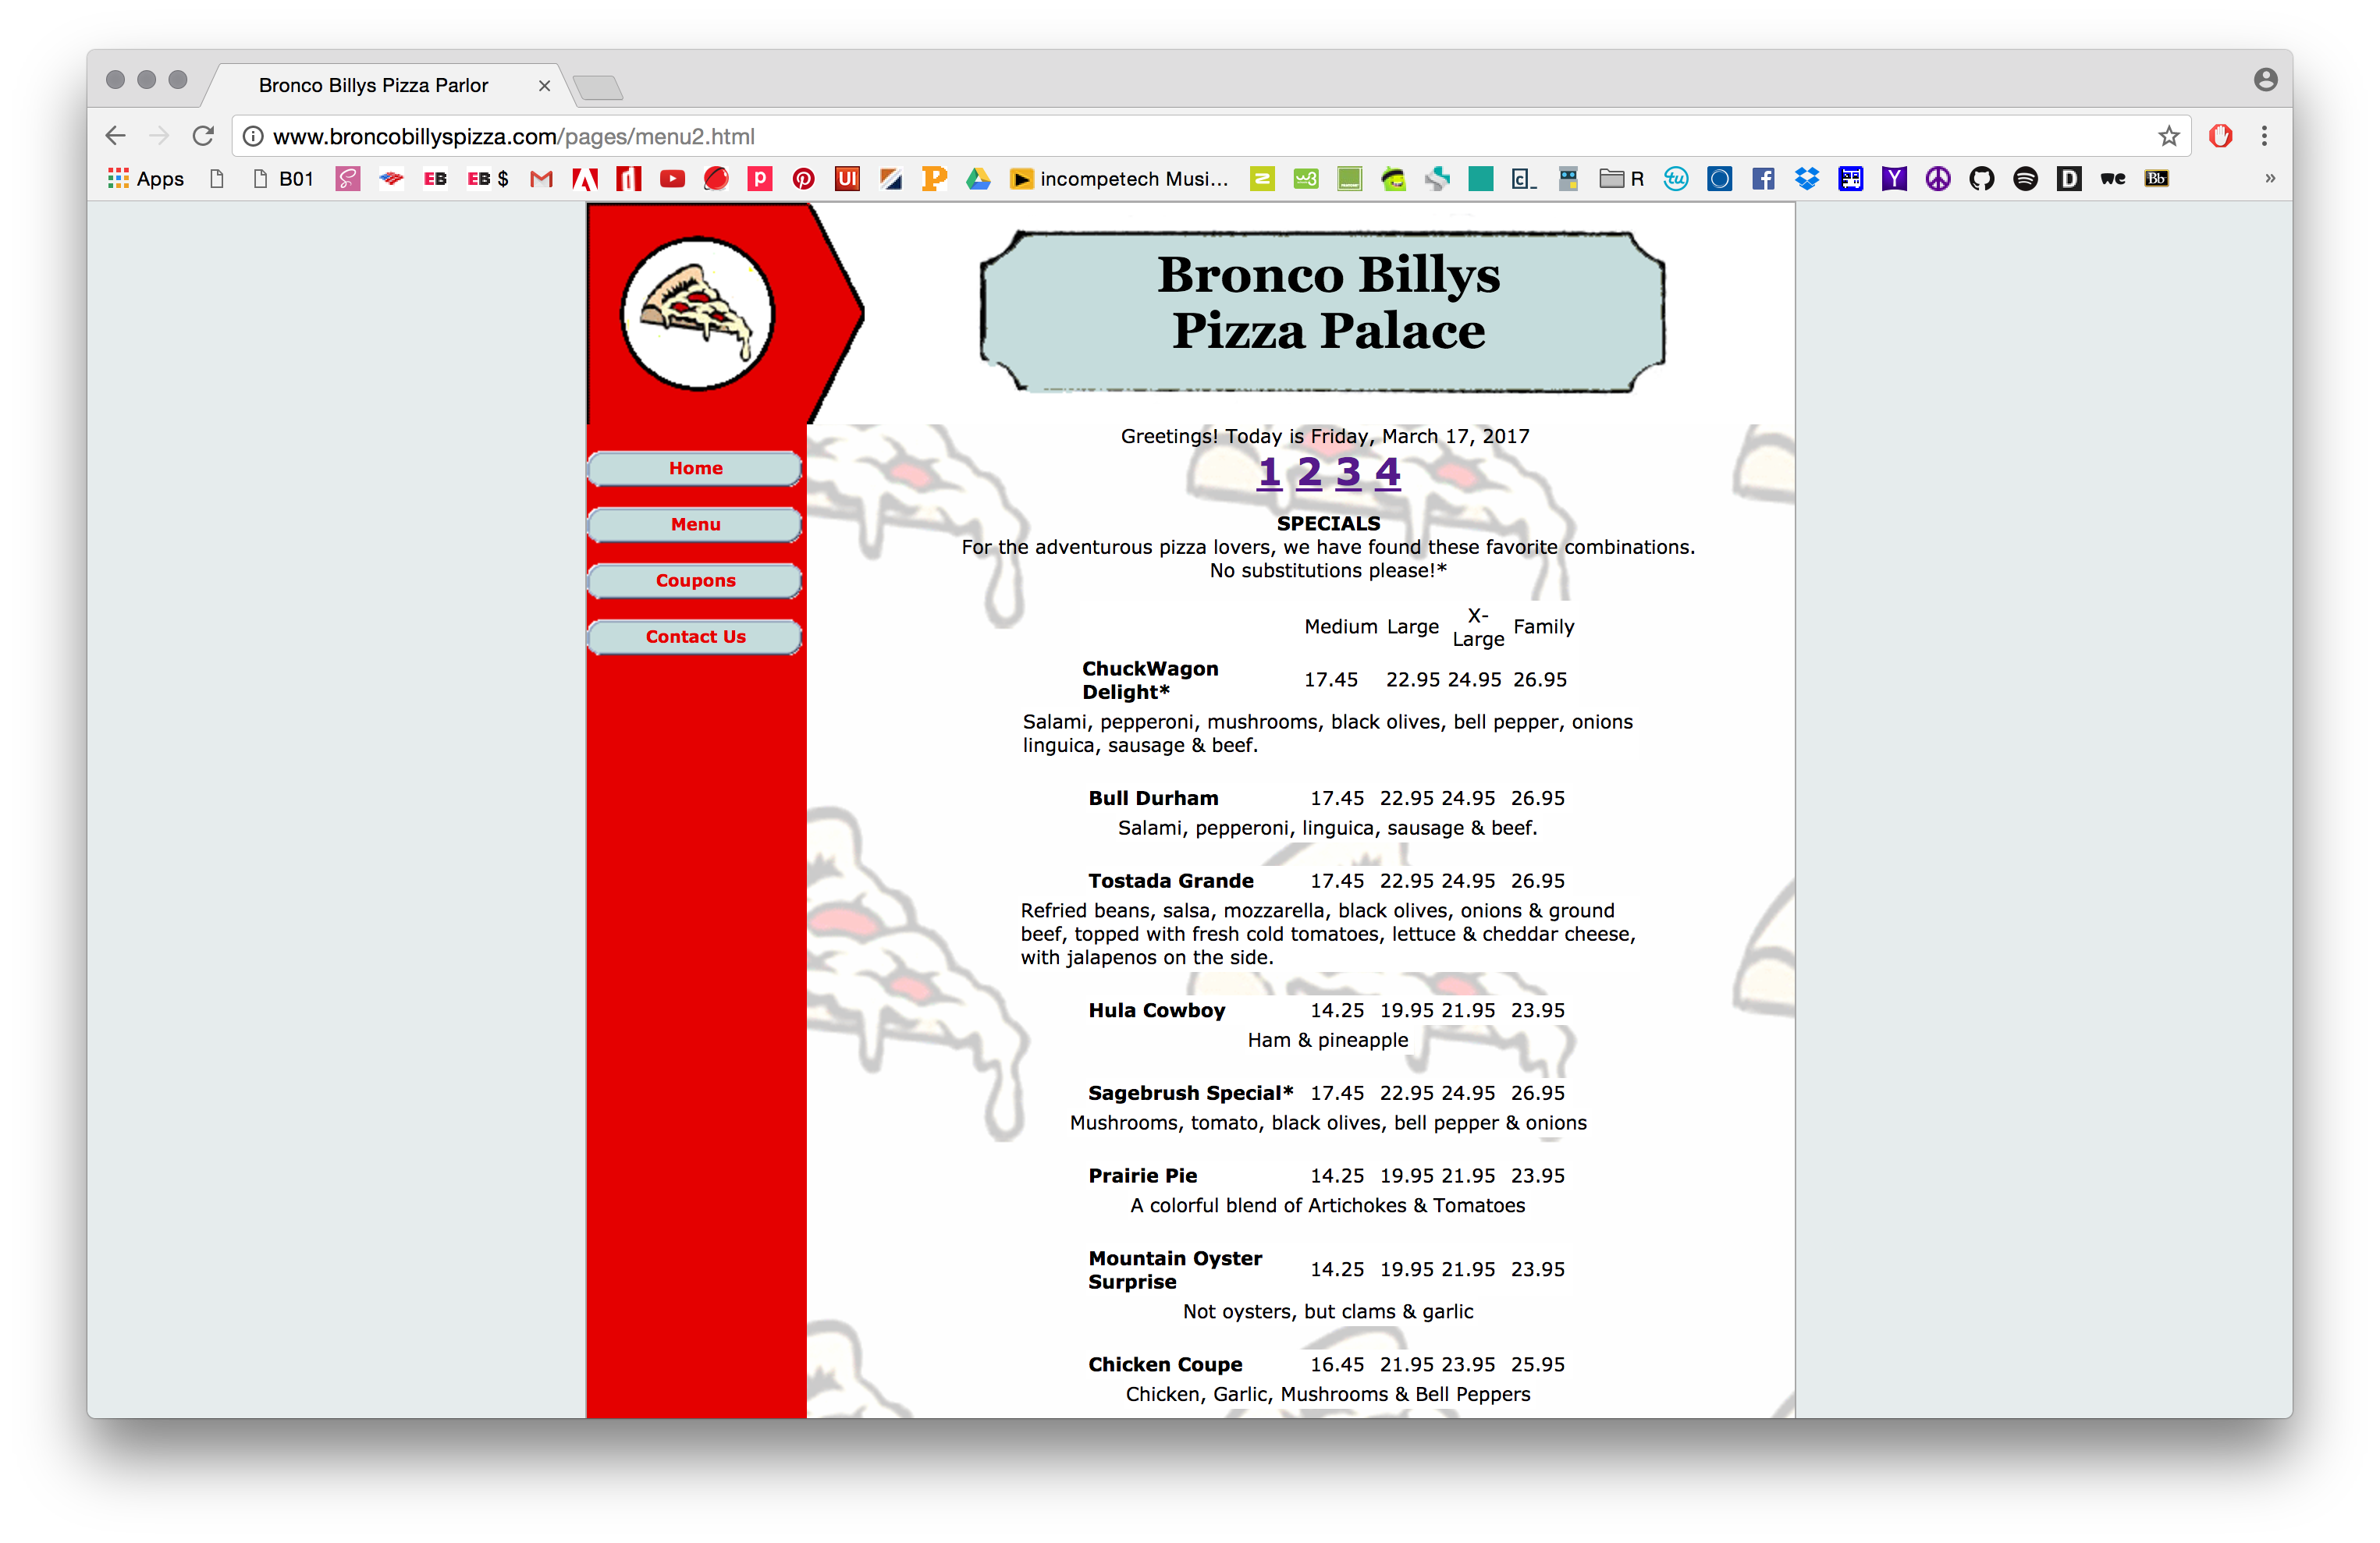 Bronco Billys Pizza Parlor
www.broncobillyspizza.com/pages/menu2.html
Apps B01 EB EB $ P UI P incompetech Musi... z w3 c_ R tu Y D we Bb »
Bronco Billys
Pizza Palace
Greetings! Today is Friday, March 17, 2017
1 2 3 4
Home
Menu
Coupons
Contact Us
SPECIALS
For the adventurous pizza lovers, we have found these favorite combinations.
No substitutions please!*
Medium Large X-Large Family
ChuckWagon Delight* 17.45 22.95 24.95 26.95
Salami, pepperoni, mushrooms, black olives, bell pepper, onions
linguica, sausage & beef.
Bull Durham 17.45 22.95 24.95 26.95
Salami, pepperoni, linguica, sausage & beef.
Tostada Grande 17.45 22.95 24.95 26.95
Refried beans, salsa, mozzarella, black olives, onions & ground
beef, topped with fresh cold tomatoes, lettuce & cheddar cheese,
with jalapenos on the side.
Hula Cowboy 14.25 19.95 21.95 23.95
Ham & pineapple
Sagebrush Special* 17.45 22.95 24.95 26.95
Mushrooms, tomato, black olives, bell pepper & onions
Prairie Pie 14.25 19.95 21.95 23.95
A colorful blend of Artichokes & Tomatoes
Mountain Oyster Surprise 14.25 19.95 21.95 23.95
Not oysters, but clams & garlic
Chicken Coupe 16.45 21.95 23.95 25.95
Chicken, Garlic, Mushrooms & Bell Peppers